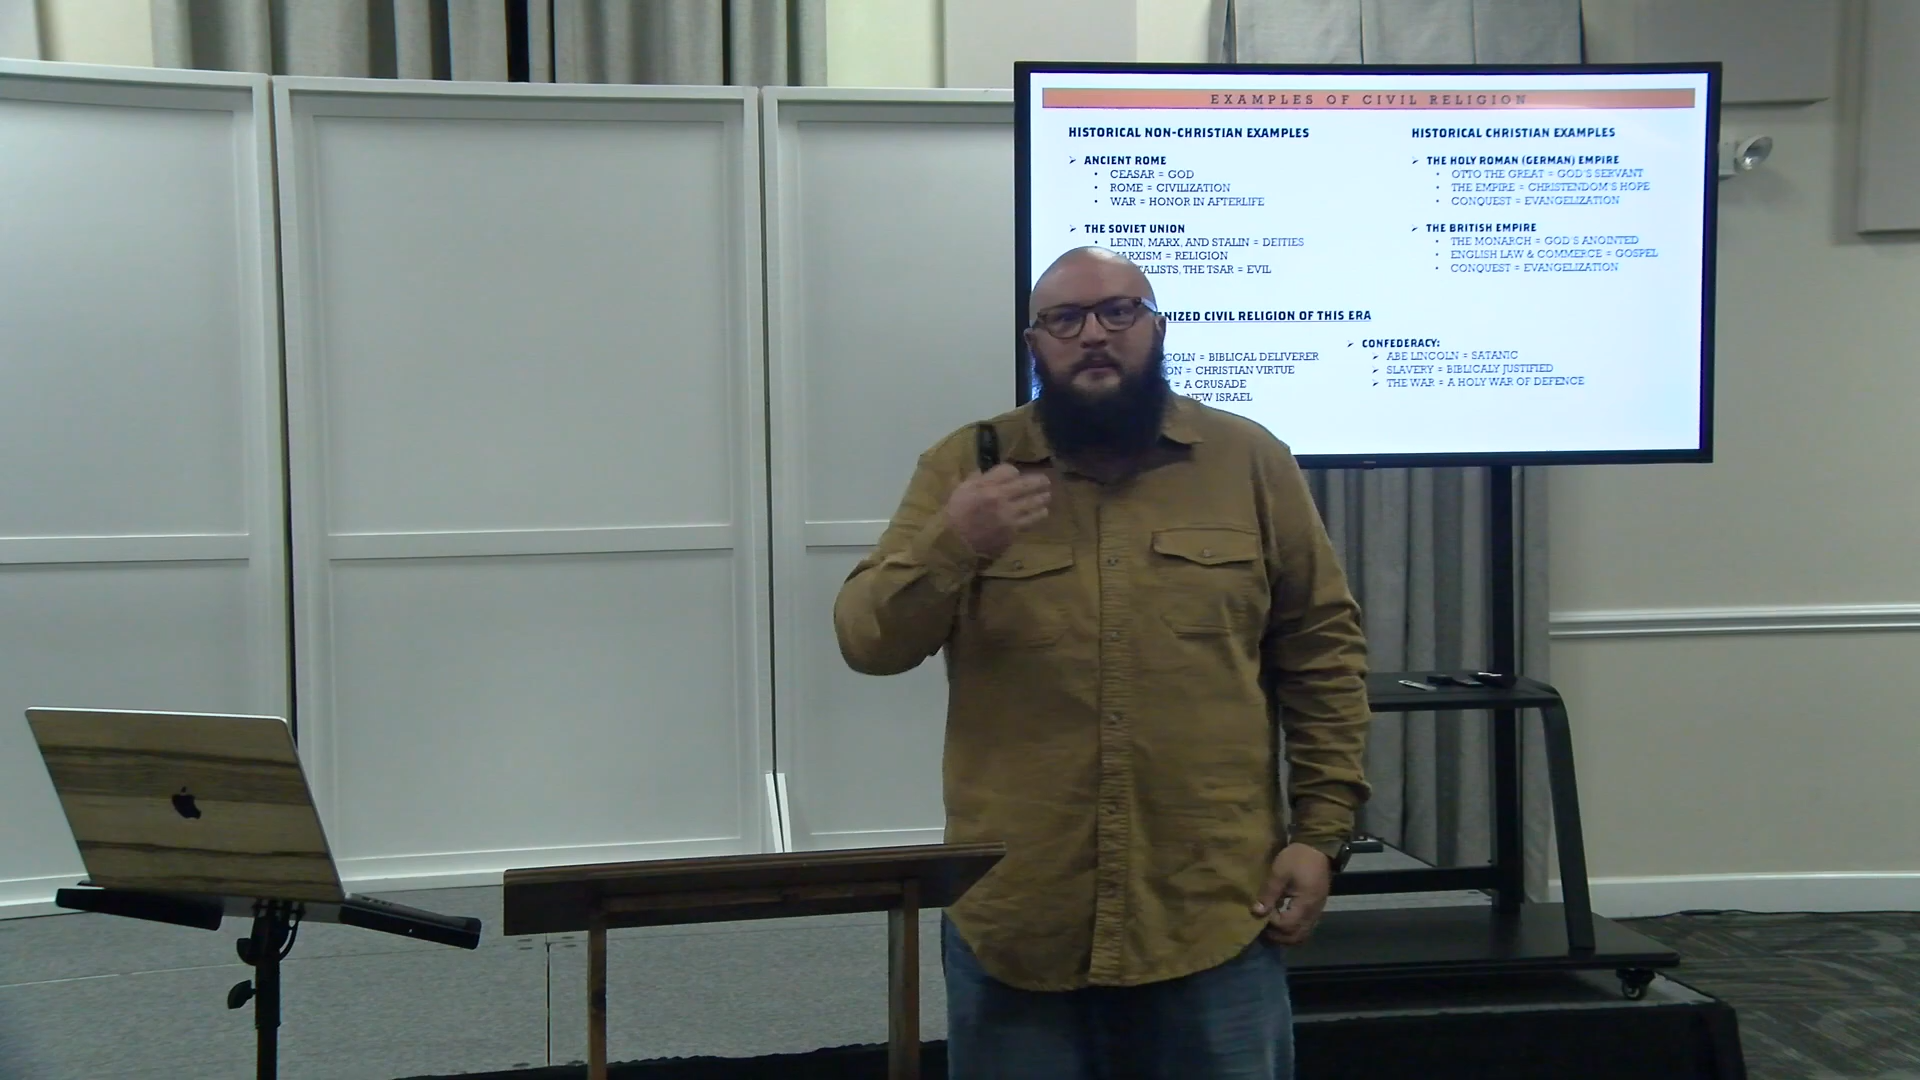 EXAMPLES OF CIVIL RELIGION
HISTORICAL NON-CHRISTIAN EXAMPLES
ANCIENT ROME
CEASAR = GOD
ROME = CIVILIZATION
WAR = HONOR IN AFTERLIFE
THE SOVIET UNION
LENIN, MARX, AND STALIN = DEITIES
= RELIGION
THE TSAR = EVIL
HISTORICAL CHRISTIAN EXAMPLES
THE HOLY ROMAN (GERMAN) EMPIRE
OTTO THE GREAT = GOD'S SERVANT
THE EMPIRE = CHRISTENDOM'S HOPE
CONQUEST = EVANGELIZATION
THE BRITISH EMPIRE
THE MONARCH = GOD'S ANOINTED
ENGLISH LAW & COMMERCE = GOSPEL
CONQUEST = EVANGELIZATION
CIVIL RELIGION OF THIS ERA
= BIBLICAL DELIVERER
= CHRISTIAN VIRTUE
= A CRUSADE
NEW ISRAEL
CONFEDERACY:
ABE LINCOLN = SATANIC
SLAVERY = BIBLICALY JUSTIFIED
THE WAR = A HOLY WAR OF DEFENCE